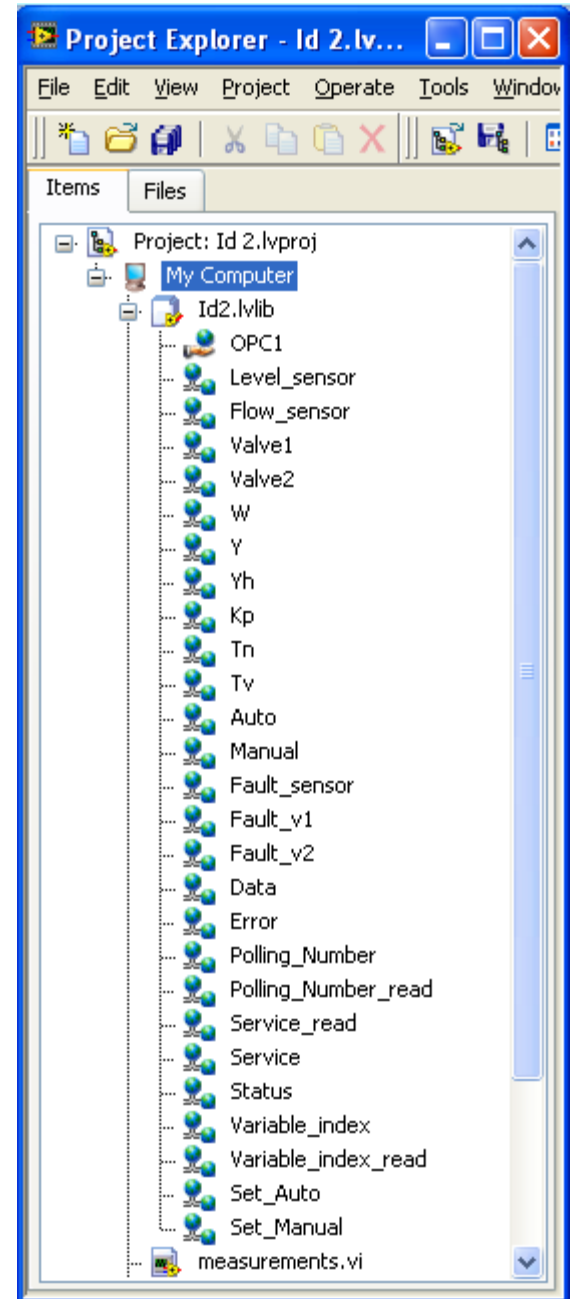 Project Explorer - Id 2.lv...
File Edit View Project Operate Tools Window
Items Files
Project: Id 2.lvproj
My Computer
Id2.lvlib
OPC1
Level_sensor
Flow_sensor
Valve1
Valve2
W
Y
Yh
Kp
Tn
Tv
Auto
Manual
Fault_sensor
Fault_v1
Fault_v2
Data
Error
Polling_Number
Polling_Number_read
Service_read
Service
Status
Variable_index
Variable_index_read
Set_Auto
Set_Manual
measurements.vi